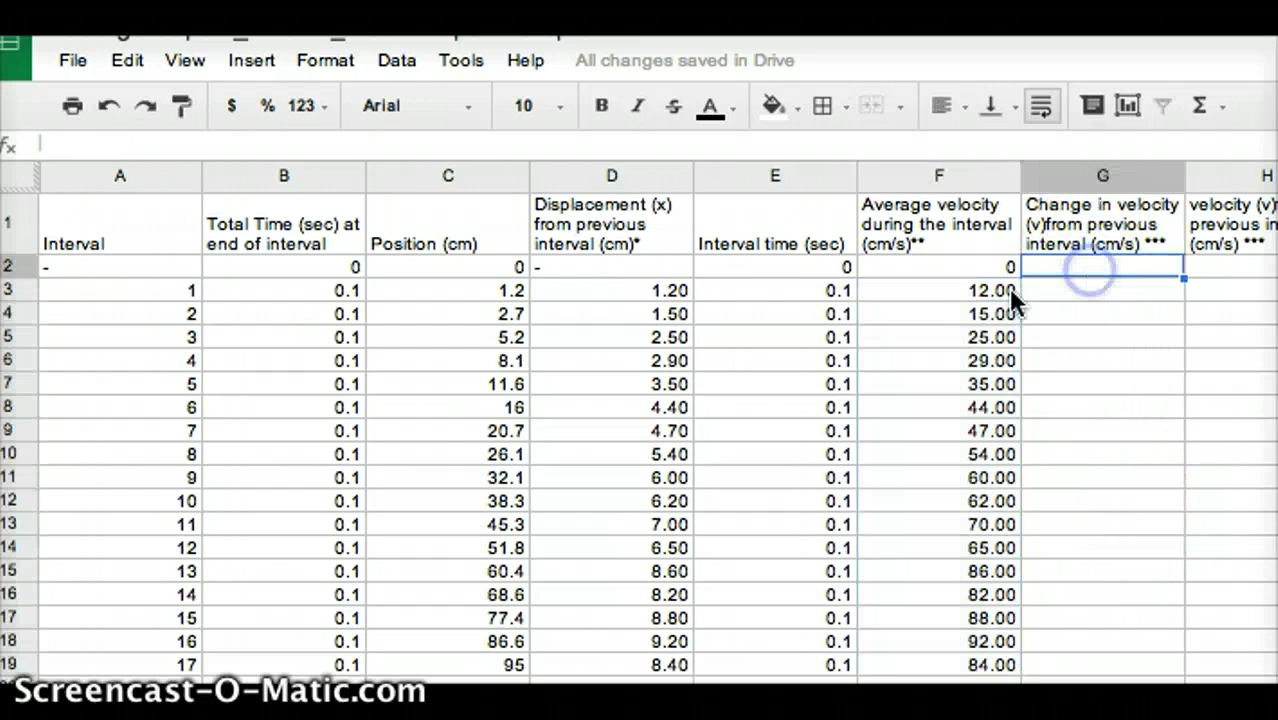 File Edit View Insert Format Data Tools Help All changes saved in Drive
$ % 123 Arial 10 B I S A Σ
fx
A B C D E F G H
1 Interval Total Time (sec) at end of interval Position (cm) Displacement (x) from previous interval (cm)* Interval time (sec) Average velocity during the interval (cm/s)** Change in velocity (v)from previous interval (cm/s) *** velocity (v) previous in (cm/s) ***
2 - 0 0 - 0 0
3 1 0.1 1.2 1.20 0.1 12.00
4 2 0.1 2.7 1.50 0.1 15.00
5 3 0.1 5.2 2.50 0.1 25.00
6 4 0.1 8.1 2.90 0.1 29.00
7 5 0.1 11.6 3.50 0.1 35.00
8 6 0.1 16 4.40 0.1 44.00
9 7 0.1 20.7 4.70 0.1 47.00
10 8 0.1 26.1 5.40 0.1 54.00
11 9 0.1 32.1 6.00 0.1 60.00
12 10 0.1 38.3 6.20 0.1 62.00
13 11 0.1 45.3 7.00 0.1 70.00
14 12 0.1 51.8 6.50 0.1 65.00
15 13 0.1 60.4 8.60 0.1 86.00
16 14 0.1 68.6 8.20 0.1 82.00
17 15 0.1 77.4 8.80 0.1 88.00
18 16 0.1 86.6 9.20 0.1 92.00
19 17 0.1 95 8.40 0.1 84.00
Screencast-O-Matic.com